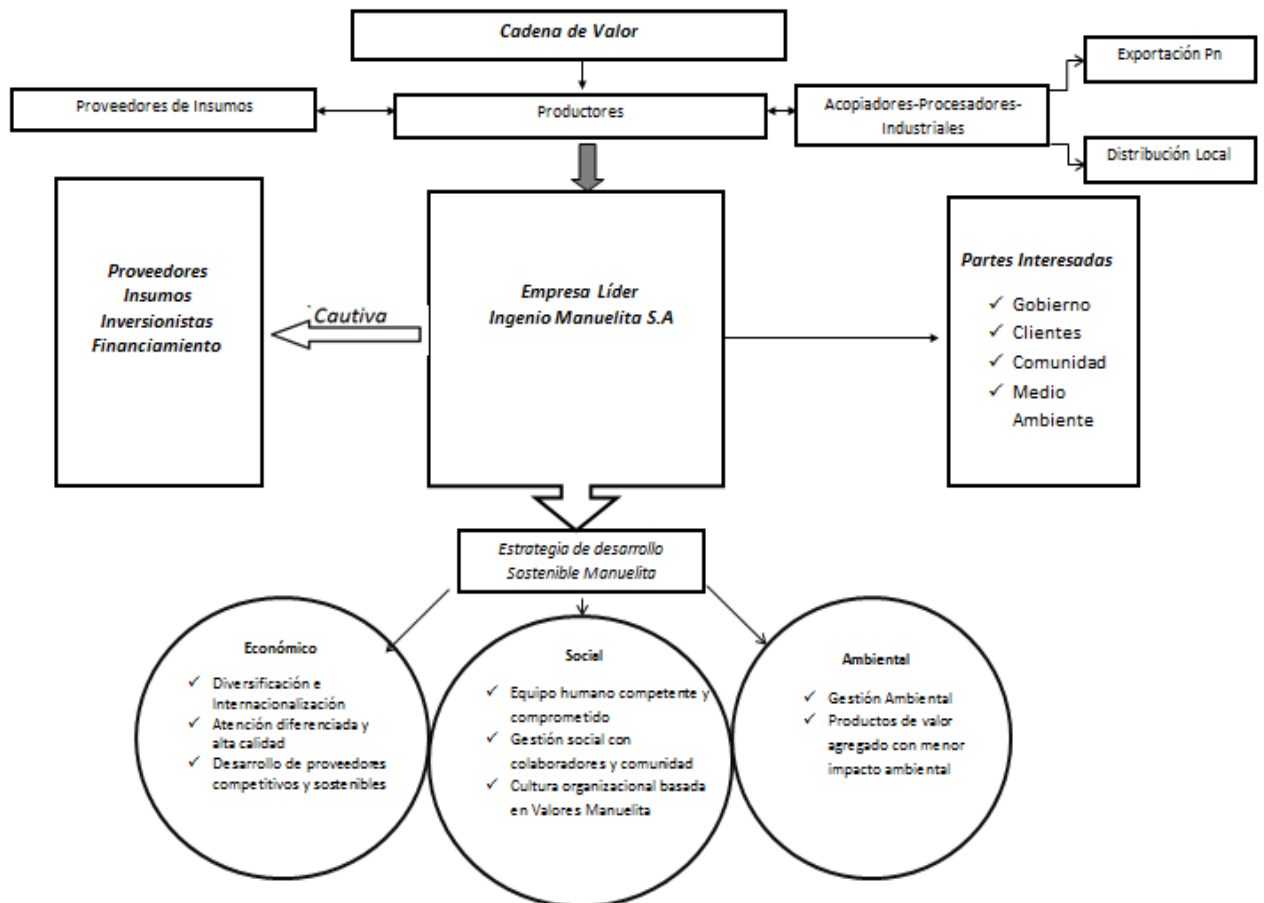 Cadena de Valor
Exportación Pn
Proveedores de Insumos
Productores
Acopiadores-Procesadores-
Industriales
Distribución Local
Proveedores
Insumos
Inversionistas
Financiamiento
Cautiva
Empresa Líder
Ingenio Manuelita S.A
Partes Interesadas
✓ Gobierno
✓ Clientes
✓ Comunidad
✓ Medio
Ambiente
Estrategia de desarrollo
Sostenible Manuelita
Económico
✓ Diversificación e
Internacionalización
✓ Atención diferenciada y
alta calidad
✓ Desarrollo de proveedores
competitivos y sostenibles
Social
✓ Equipo humano competente y
comprometido
✓ Gestión social con
colaboradores y comunidad
✓ Cultura organizacional basada
en Valores Manuelita
Ambiental
✓ Gestión Ambiental
✓ Productos de valor
agregado con menor
impacto ambiental